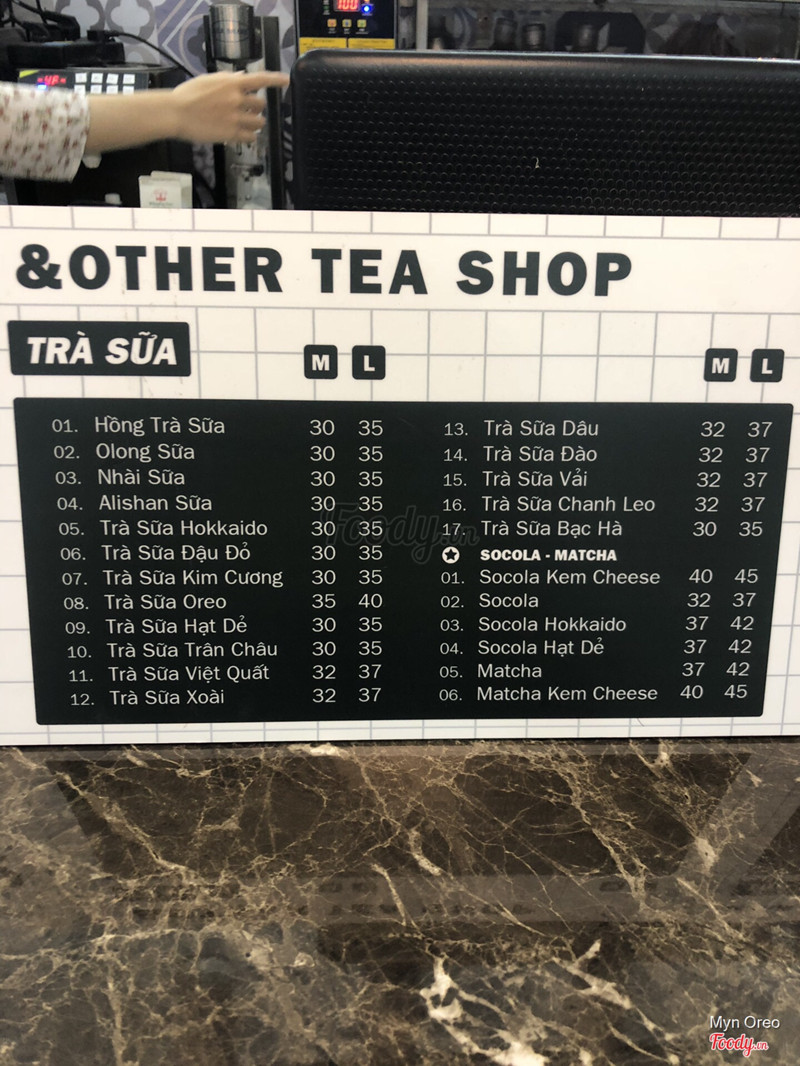 100
&OTHER TEA SHOP
TRÀ SỮA M L M L
01. Hồng Trà Sữa 30 35
02. Olong Sữa 30 35
03. Nhài Sữa 30 35
04. Alishan Sữa 30 35
05. Trà Sữa Hokkaido 30 35
06. Trà Sữa Đậu Đỏ 30 35
07. Trà Sữa Kim Cương 30 35
08. Trà Sữa Oreo 35 40
09. Trà Sữa Hạt Dẻ 30 35
10. Trà Sữa Trân Châu 30 35
11. Trà Sữa Việt Quất 32 37
12. Trà Sữa Xoài 32 37
13. Trà Sữa Dâu 32 37
14. Trà Sữa Đào 32 37
15. Trà Sữa Vải 32 37
16. Trà Sữa Chanh Leo 32 37
17. Trà Sữa Bạc Hà 30 35
SOCOLA - MATCHA
01. Socola Kem Cheese 40 45
02. Socola 32 37
03. Socola Hokkaido 37 42
04. Socola Hạt Dẻ 37 42
05. Matcha 37 42
06. Matcha Kem Cheese 40 45
Foody.vn
Myn Oreo
Foody.vn